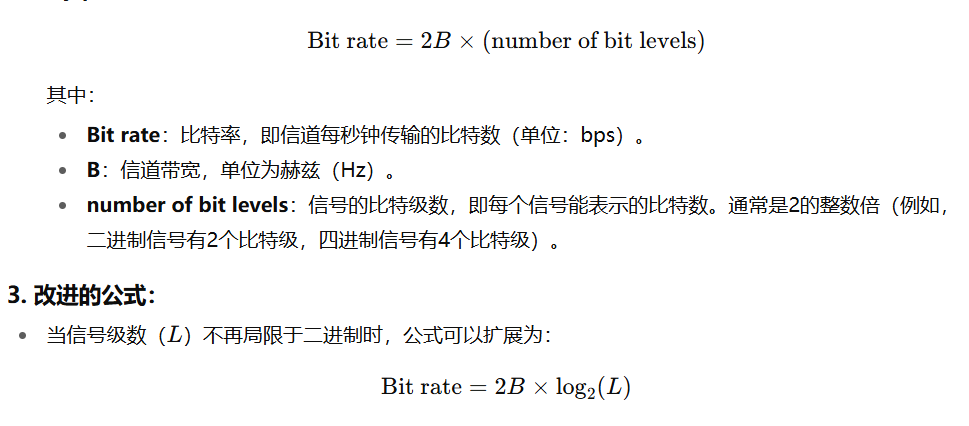 Bit rate = 2B × (number of bit levels)
其中：
• Bit rate：比特率，即信道每秒钟传输的比特数（单位：bps）。
• B：信道带宽，单位为赫兹（Hz）。
• number of bit levels：信号的比特级数，即每个信号能表示的比特数。通常是2的整数倍（例如，
二进制信号有2个比特级，四进制信号有4个比特级）。
3. 改进的公式：
• 当信号级数（L）不再局限于二进制时，公式可以扩展为：
Bit rate = 2B × log₂(L)